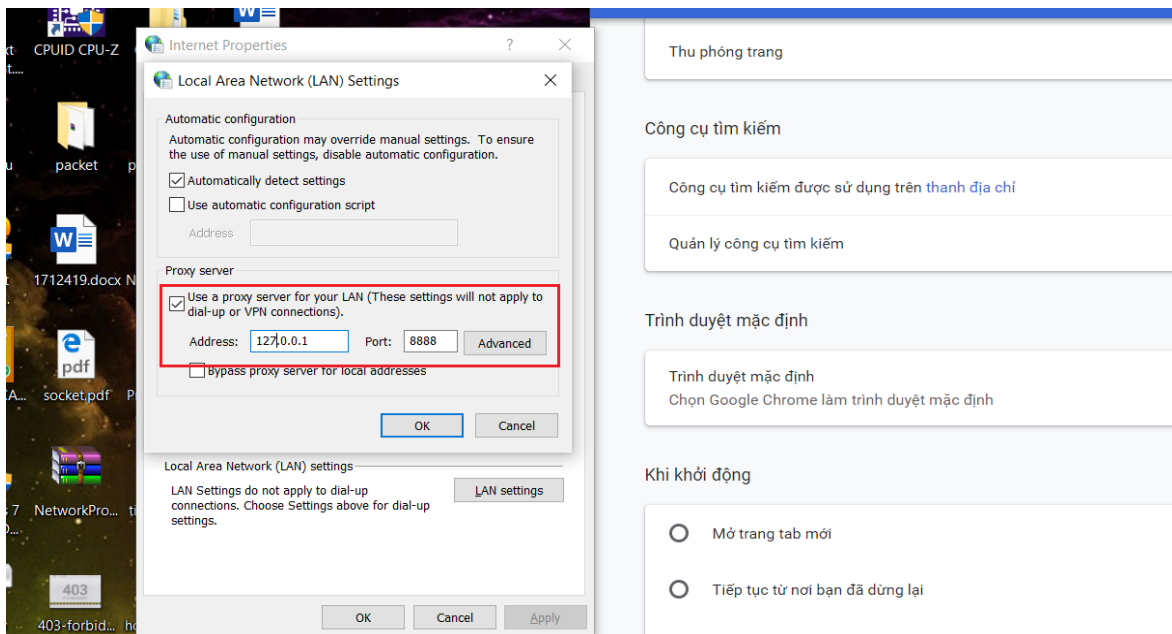 CPUID CPU-Z
packet
1712419.docx
pdf
socket.pdf
NetworkPro...
403
403-forbid...
Internet Properties
?
Local Area Network (LAN) Settings
Automatic configuration
Automatic configuration may override manual settings. To ensure
the use of manual settings, disable automatic configuration.
Automatically detect settings
Use automatic configuration script
Address
Proxy server
Use a proxy server for your LAN (These settings will not apply to
dial-up or VPN connections).
Address: 127.0.0.1 Port: 8888 Advanced
Bypass proxy server for local addresses
OK Cancel
Local Area Network (LAN) settings
LAN Settings do not apply to dial-up
connections. Choose Settings above for dial-up
settings.
LAN settings
OK Cancel Apply
Thu phóng trang
Công cụ tìm kiếm
Công cụ tìm kiếm được sử dụng trên thanh địa chỉ
Quản lý công cụ tìm kiếm
Trình duyệt mặc định
Trình duyệt mặc định
Chọn Google Chrome làm trình duyệt mặc định
Khi khởi động
Mở trang tab mới
Tiếp tục từ nơi bạn đã dừng lại